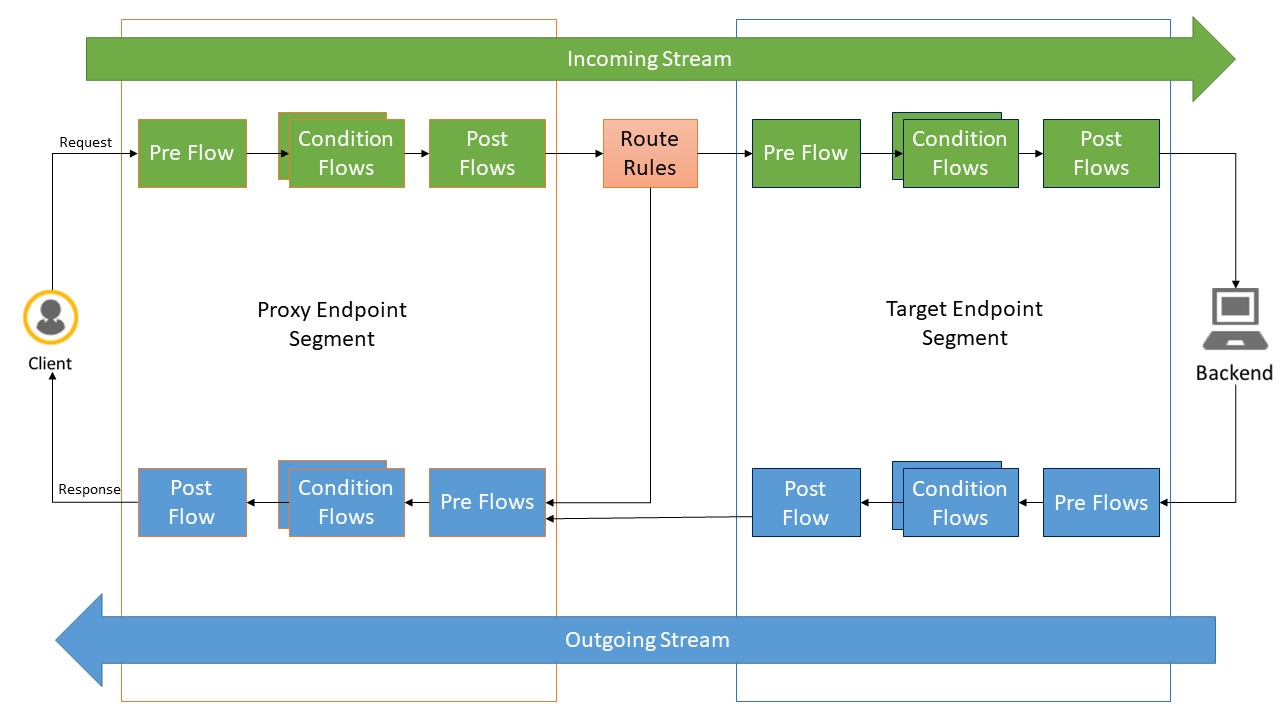 Incoming Stream
Request
Pre Flow
Condition
Flows
Post
Flows
Route
Rules
Pre Flow
Condition
Flows
Post
Flows
Proxy Endpoint
Segment
Target Endpoint
Segment
Client
Backend
Response
Post
Flow
Condition
Flows
Pre Flows
Post
Flow
Condition
Flows
Pre Flows
Outgoing Stream